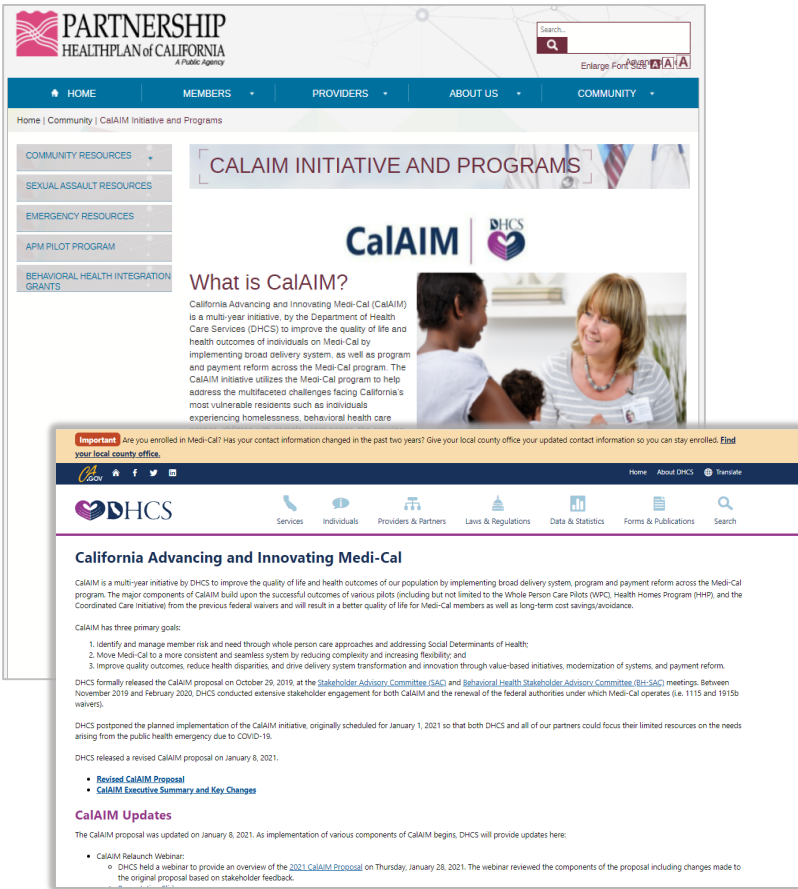 PARTNERSHIP
HEALTHPLAN of CALIFORNIA
A Public Agency
Search...
Enlarge Font Size A A A
HOME
MEMBERS
PROVIDERS
ABOUT US
COMMUNITY
Home | Community | CalAIM Initiative and Programs
COMMUNITY RESOURCES
SEXUAL ASSAULT RESOURCES
EMERGENCY RESOURCES
APM PILOT PROGRAM
BEHAVIORAL HEALTH INTEGRATION
GRANTS
CALAIM INITIATIVE AND PROGRAMS
CalAIM
DHCS
What is CalAIM?
California Advancing and Innovating Medi-Cal (CalAIM)
is a multi-year initiative, by the Department of Health
Care Services (DHCS) to improve the quality of life and
health outcomes of individuals on Medi-Cal by
implementing broad delivery system, as well as program
and payment reform across the Medi-Cal program. The
CalAIM initiative utilizes the Medi-Cal program to help
address the multifaceted challenges facing California's
most vulnerable residents such as individuals
experiencing homelessness, behavioral health care
Important Are you enrolled in Medi-Cal? Has your contact information changed in the past two years? Give your local county office your updated contact information so you can stay enrolled. Find
your local county office.
CA.GOV
Home About DHCS Translate
DHCS
Services
Individuals
Providers & Partners
Laws & Regulations
Data & Statistics
Forms & Publications
Search
California Advancing and Innovating Medi-Cal
CalAIM is a multi-year initiative by DHCS to improve the quality of life and health outcomes of our population by implementing broad delivery system, program and payment reform across the Medi-Cal
program. The major components of CalAIM build upon the successful outcomes of various pilots (including but not limited to the Whole Person Care Pilots (WPC), Health Homes Program (HHP), and the
Coordinated Care Initiative) from the previous federal waivers and will result in a better quality of life for Medi-Cal members as well as long-term cost savings/avoidance.
CalAIM has three primary goals:
1. Identify and manage member risk and need through whole person care approaches and addressing Social Determinants of Health;
2. Move Medi-Cal to a more consistent and seamless system by reducing complexity and increasing flexibility; and
3. Improve quality outcomes, reduce health disparities, and drive delivery system transformation and innovation through value-based initiatives, modernization of systems, and payment reform.
DHCS formally released the CalAIM proposal on October 29, 2019, at the Stakeholder Advisory Committee (SAC) and Behavioral Health Stakeholder Advisory Committee (BH-SAC) meetings. Between
November 2019 and February 2020, DHCS conducted extensive stakeholder engagement for both CalAIM and the renewal of the federal authorities under which Medi-Cal operates (i.e. 1115 and 1915b
waivers).
DHCS postponed the planned implementation of the CalAIM initiative, originally scheduled for January 1, 2021 so that both DHCS and all of our partners could focus their limited resources on the needs
arising from the public health emergency due to COVID-19.
DHCS released a revised CalAIM proposal on January 8, 2021.
• Revised CalAIM Proposal
• CalAIM Executive Summary and Key Changes
CalAIM Updates
The CalAIM proposal was updated on January 8, 2021. As implementation of various components of CalAIM begins, DHCS will provide updates here:
• CalAIM Relaunch Webinar:
o DHCS held a webinar to provide an overview of the 2021 CalAIM Proposal on Thursday, January 28, 2021. The webinar reviewed the components of the proposal including changes made to
the original proposal based on stakeholder feedback.